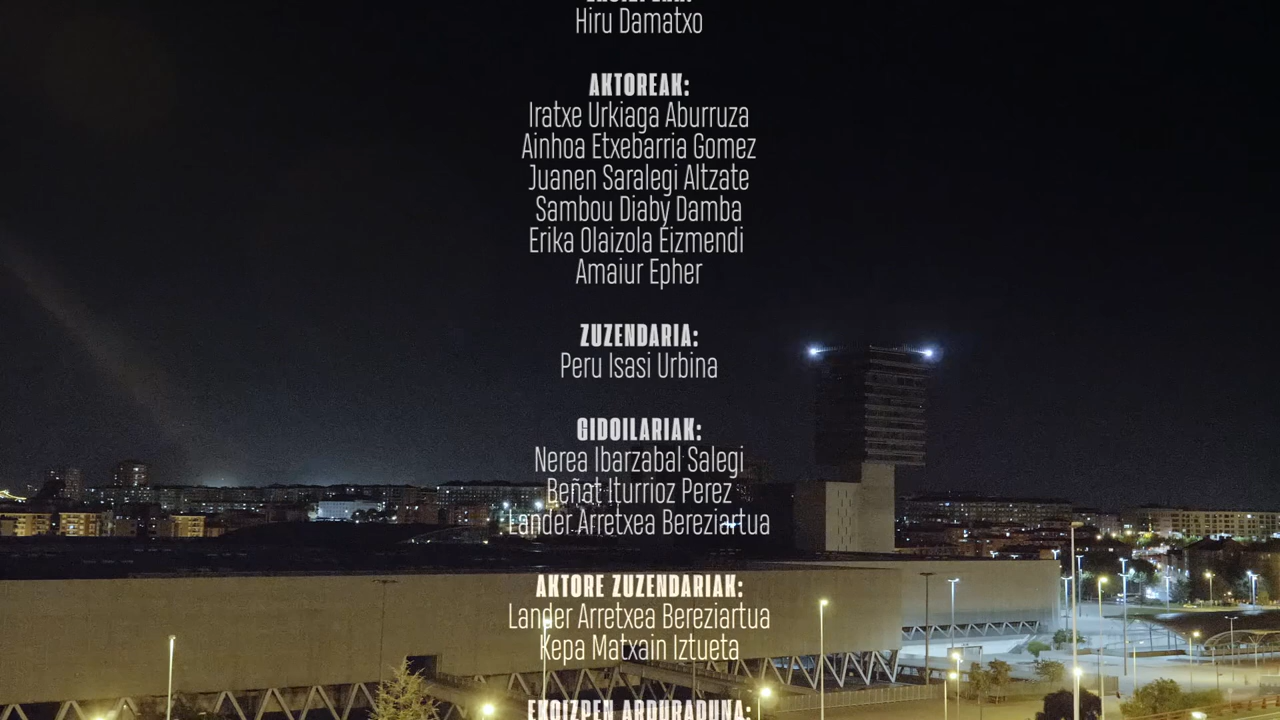 Hiru Damatxo
AKTOREAK:
Iratxe Urkiaga Aburruza
Ainhoa Etxebarria Gomez
Juanen Saralegi Altzate
Sambou Diaby Damba
Erika Olaizola Eizmendi
Amaiur Epher
ZUZENDARIA:
Peru Isasi Urbina
GIDOILARIAK:
Nerea Ibarzabal Salegi
Beñat Iturrioz Perez
Lander Arretxea Bereziartua
AKTORE ZUZENDARIAK:
Lander Arretxea Bereziartua
Kepa Matxain Iztueta
EKOIZPEN ARDURADUNA: